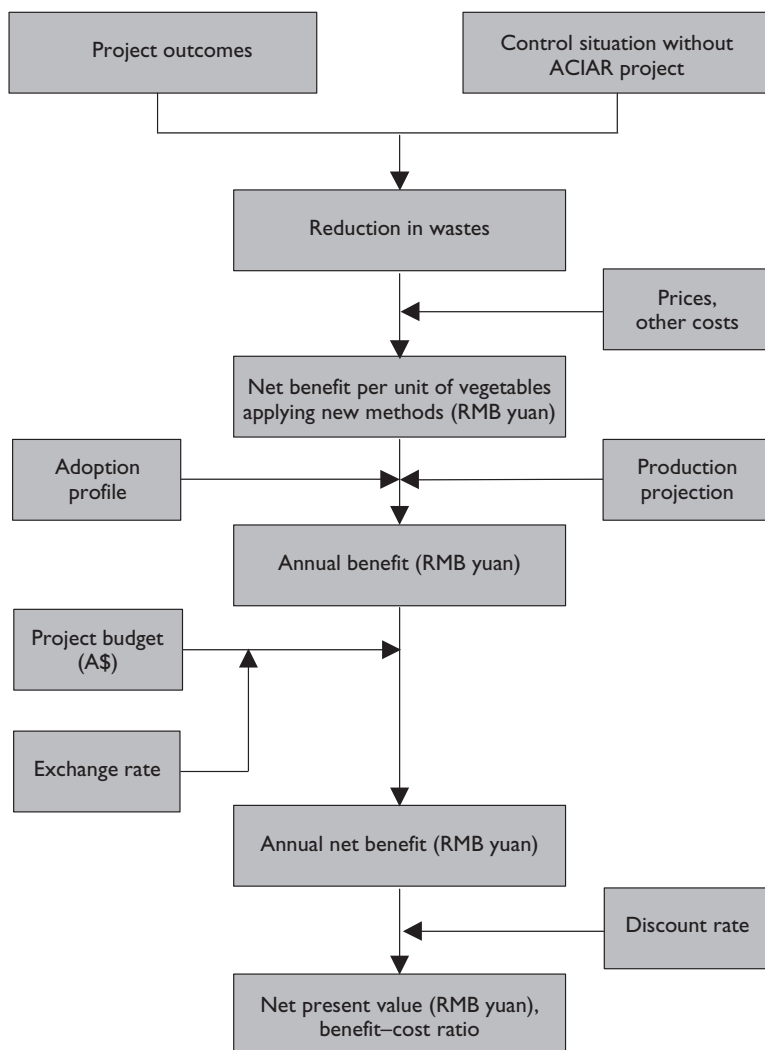 Project outcomes
Control situation without
ACIAR project
Reduction in wastes
Prices,
other costs
Net benefit per unit of vegetables
applying new methods (RMB yuan)
Adoption
profile
Production
projection
Annual benefit (RMB yuan)
Project budget
(A$)
Exchange rate
Annual net benefit (RMB yuan)
Discount rate
Net present value (RMB yuan),
benefit–cost ratio